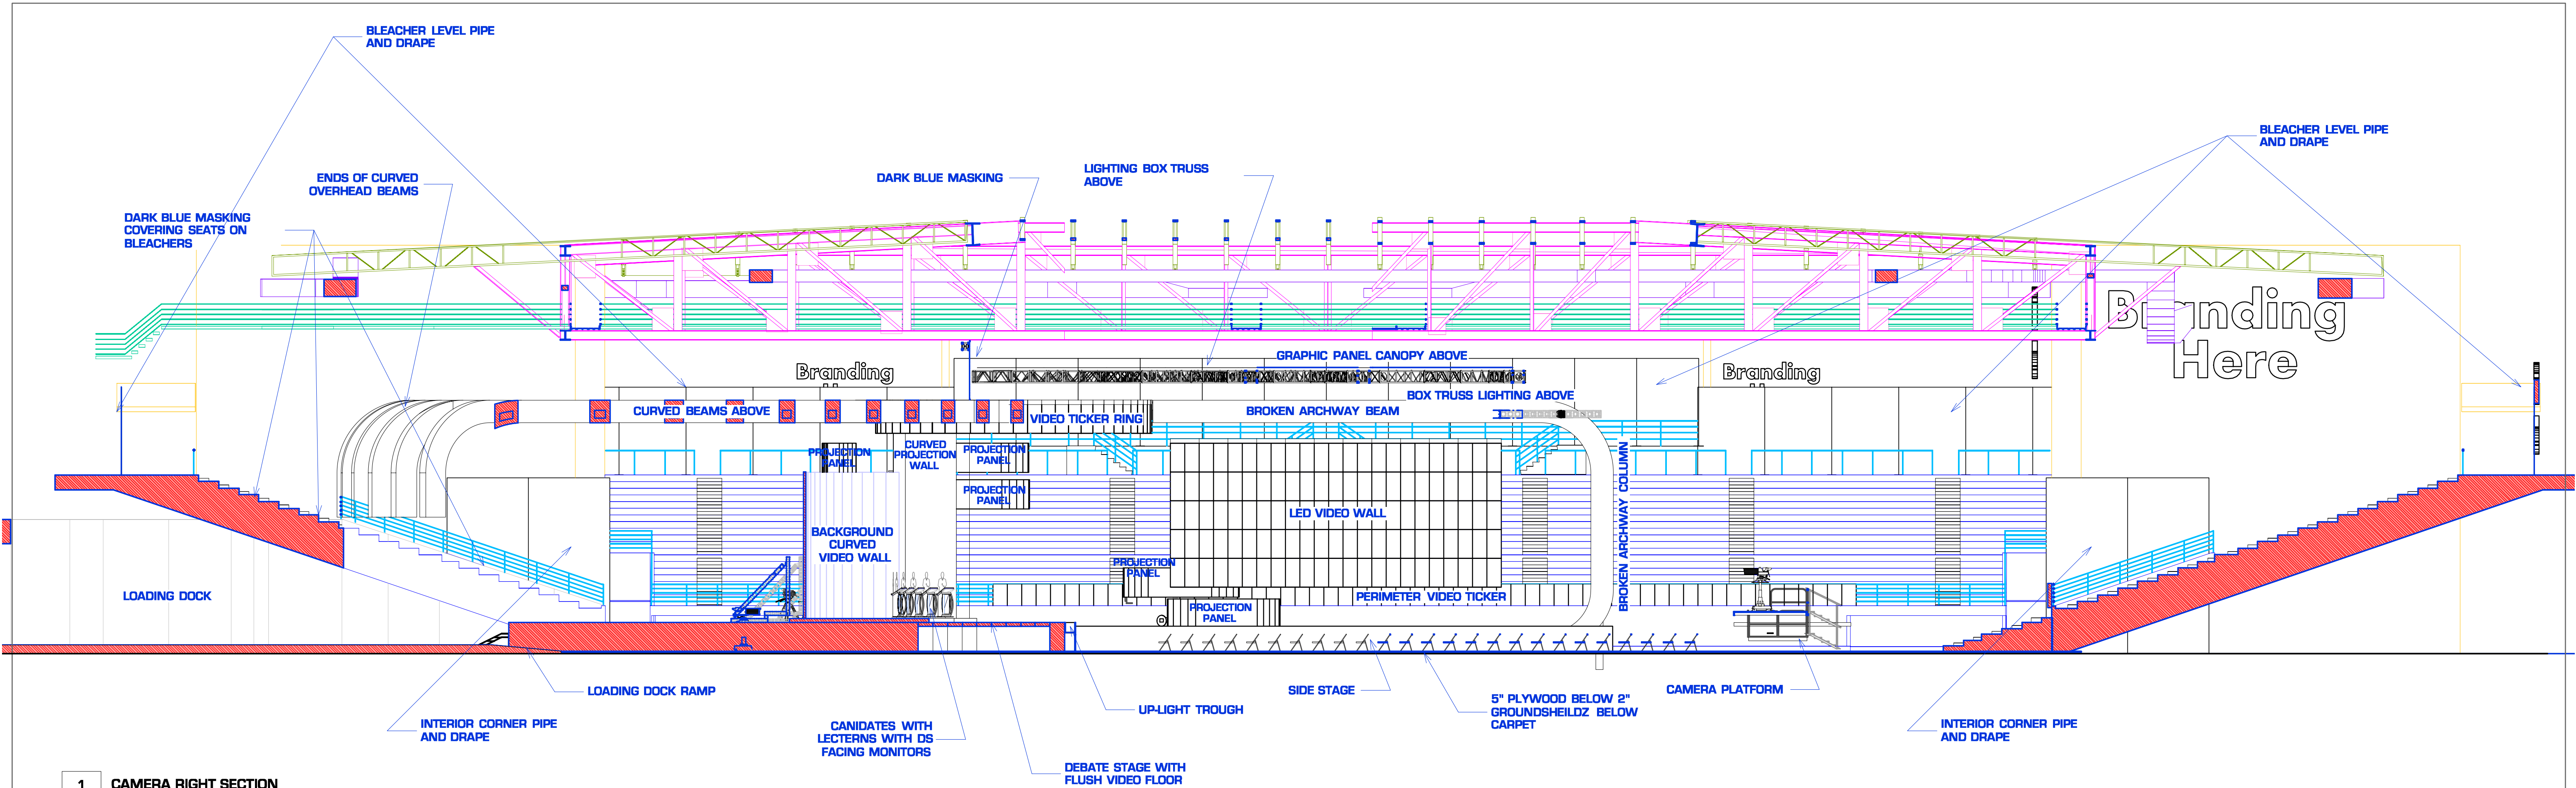 BLEACHER LEVEL PIPE
AND DRAPE
BLEACHER LEVEL PIPE
AND DRAPE
LIGHTING BOX TRUSS
ABOVE
ENDS OF CURVED
OVERHEAD BEAMS
DARK BLUE MASKING
DARK BLUE MASKING
COVERING SEATS ON
BLEACHERS
Branding
Here
GRAPHIC PANEL CANOPY ABOVE
Branding
Branding
BOX TRUSS LIGHTING ABOVE
CURVED BEAMS ABOVE
VIDEO TICKER RING
BROKEN ARCHWAY BEAM
PROJECTION
PANEL
CURVED
PROJECTION
WALL
PROJECTION
PANEL
PROJECTION
PANEL
BROKEN ARCHWAY COLUMN
LED VIDEO WALL
BACKGROUND
CURVED
VIDEO WALL
PROJECTION
PANEL
LOADING DOCK
PERIMETER VIDEO TICKER
PROJECTION
PANEL
LOADING DOCK RAMP
SIDE STAGE
CAMERA PLATFORM
5" PLYWOOD BELOW 2"
GROUNDSHEILDZ BELOW
CARPET
UP-LIGHT TROUGH
INTERIOR CORNER PIPE
AND DRAPE
CANIDATES WITH
LECTERNS WITH DS
FACING MONITORS
INTERIOR CORNER PIPE
AND DRAPE
DEBATE STAGE WITH
FLUSH VIDEO FLOOR
1 CAMERA RIGHT SECTION